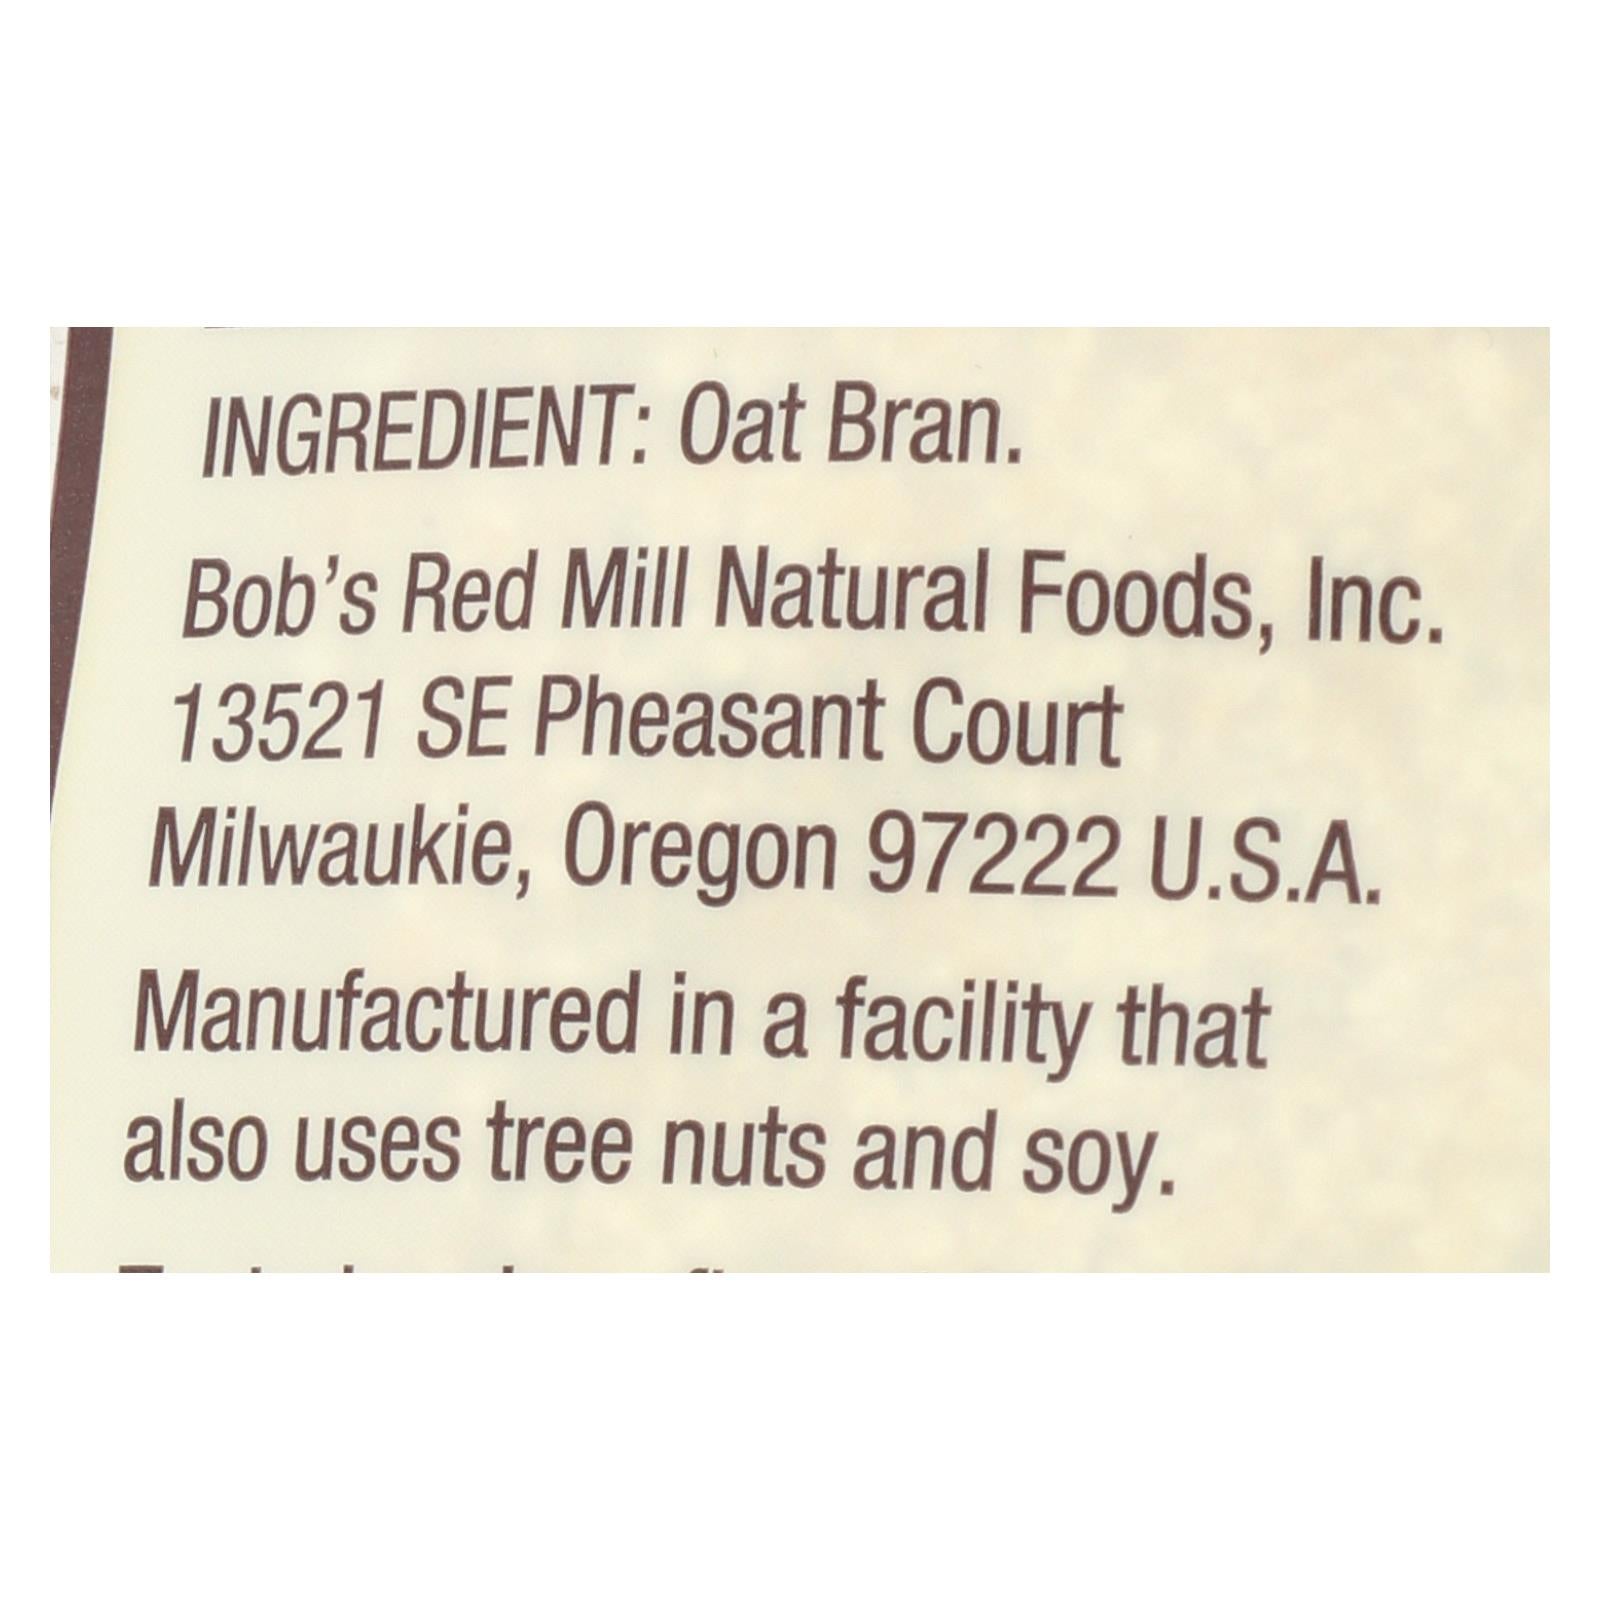 INGREDIENT: Oat Bran.
Bob's Red Mill Natural Foods, Inc.
13521 SE Pheasant Court
Milwaukie, Oregon 97222 U.S.A.
Manufactured in a facility that
also uses tree nuts and soy.